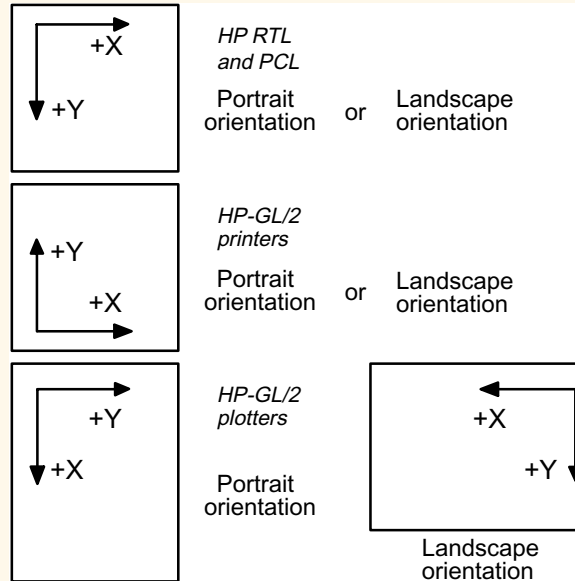 +X
+Y
HP RTL
and PCL
Portrait
orientation
or
Landscape
orientation
+Y
+X
HP-GL/2
printers
Portrait
orientation
or
Landscape
orientation
+Y
+X
HP-GL/2
plotters
Portrait
orientation
+X
+Y
Landscape
orientation